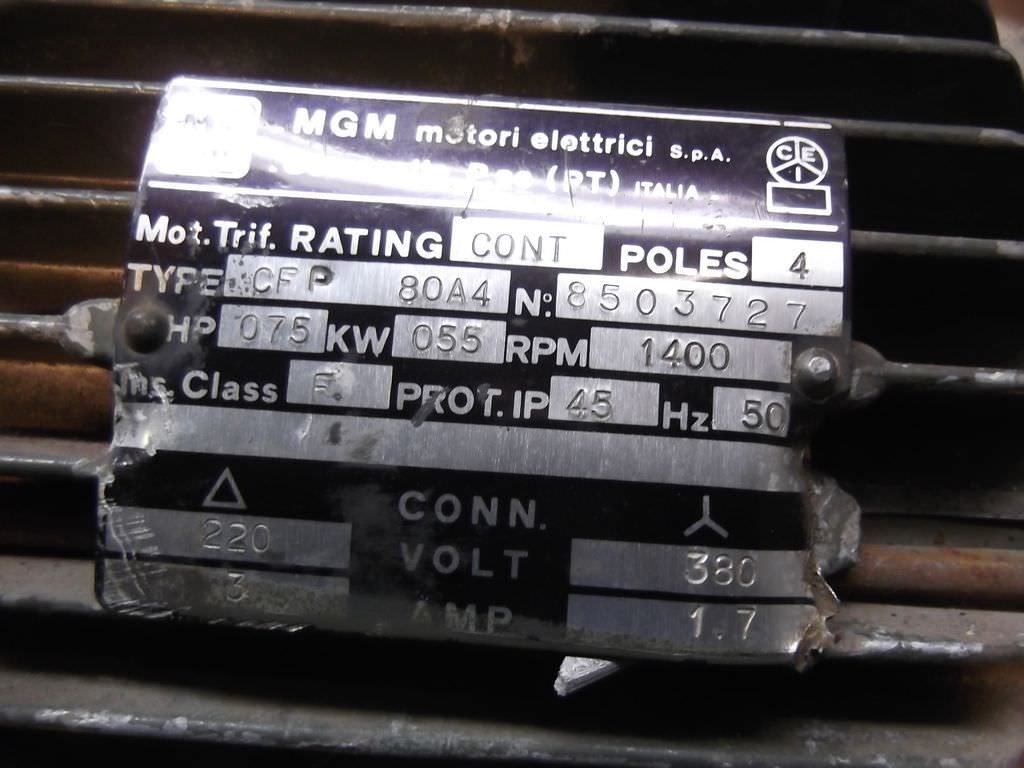 MGM motori elettrici S.p.A.
(PT) ITALIA
CEI
Mot. Trif. RATING CONT POLES 4
TYPE CFP 80A4 N°: 8503727
HP 075 KW 055 RPM 1400
Ins. Class F PROT. IP 45 Hz. 50
CONN.
220 VOLT 380
3 AMP 1.7